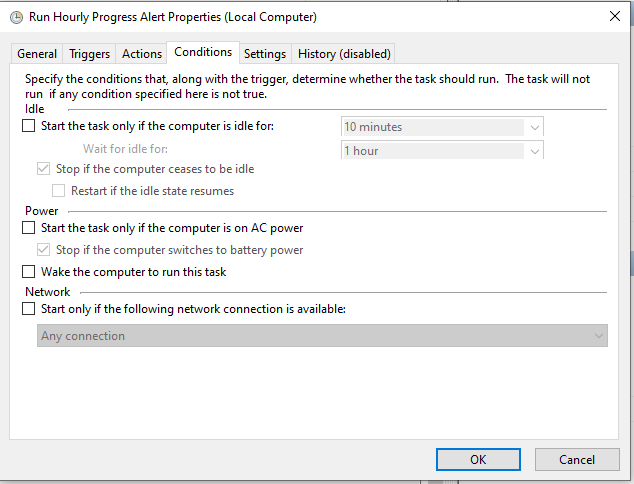 Run Hourly Progress Alert Properties (Local Computer)
General Triggers Actions Conditions Settings History (disabled)
Specify the conditions that, along with the trigger, determine whether the task should run. The task will not
run if any condition specified here is not true.
Idle
Start the task only if the computer is idle for: 10 minutes
Wait for idle for: 1 hour
Stop if the computer ceases to be idle
Restart if the idle state resumes
Power
Start the task only if the computer is on AC power
Stop if the computer switches to battery power
Wake the computer to run this task
Network
Start only if the following network connection is available:
Any connection
OK Cancel